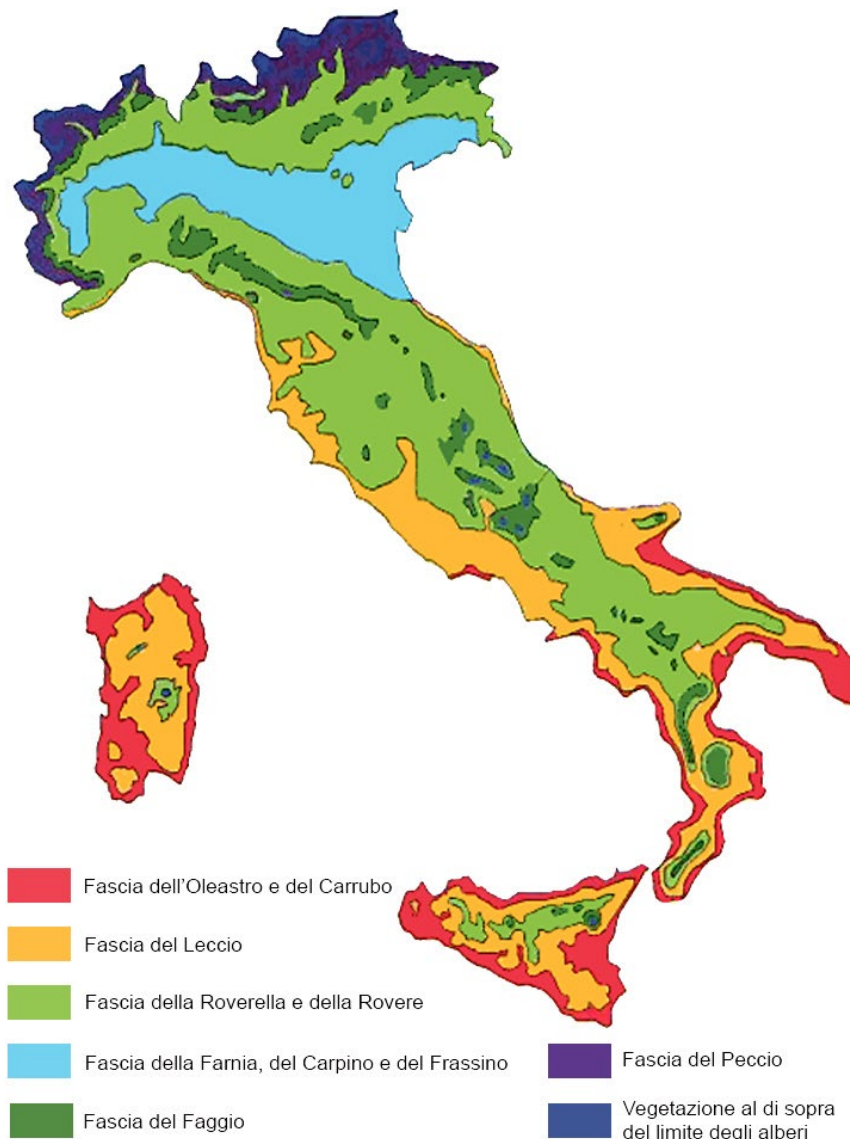 Fascia dell'Oleastro e del Carrubo
Fascia del Leccio
Fascia della Roverella e della Rovere
Fascia della Farnia, del Carpino e del Frassino
Fascia del Faggio
Fascia del Peccio
Vegetazione al di sopra
del limite degli alberi